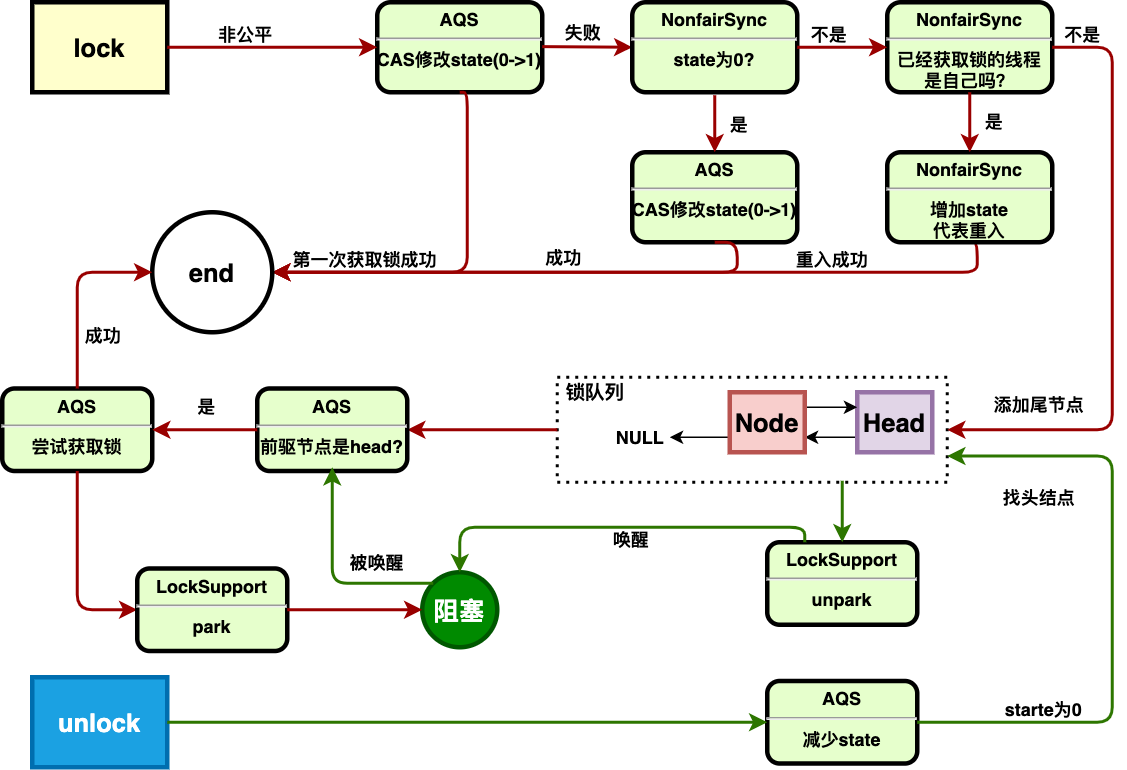 lock
非公平
AQS
CAS修改state(0->1)
失败
NonfairSync
state为0?
不是
NonfairSync
已经获取锁的线程
是自己吗?
不是
是
是
AQS
CAS修改state(0->1)
NonfairSync
增加state
代表重入
end
第一次获取锁成功
成功
重入成功
成功
锁队列
NULL
Node
Head
添加尾节点
AQS
尝试获取锁
是
AQS
前驱节点是head?
找头结点
唤醒
被唤醒
LockSupport
unpark
LockSupport
park
阻塞
unlock
AQS
减少state
starte为0